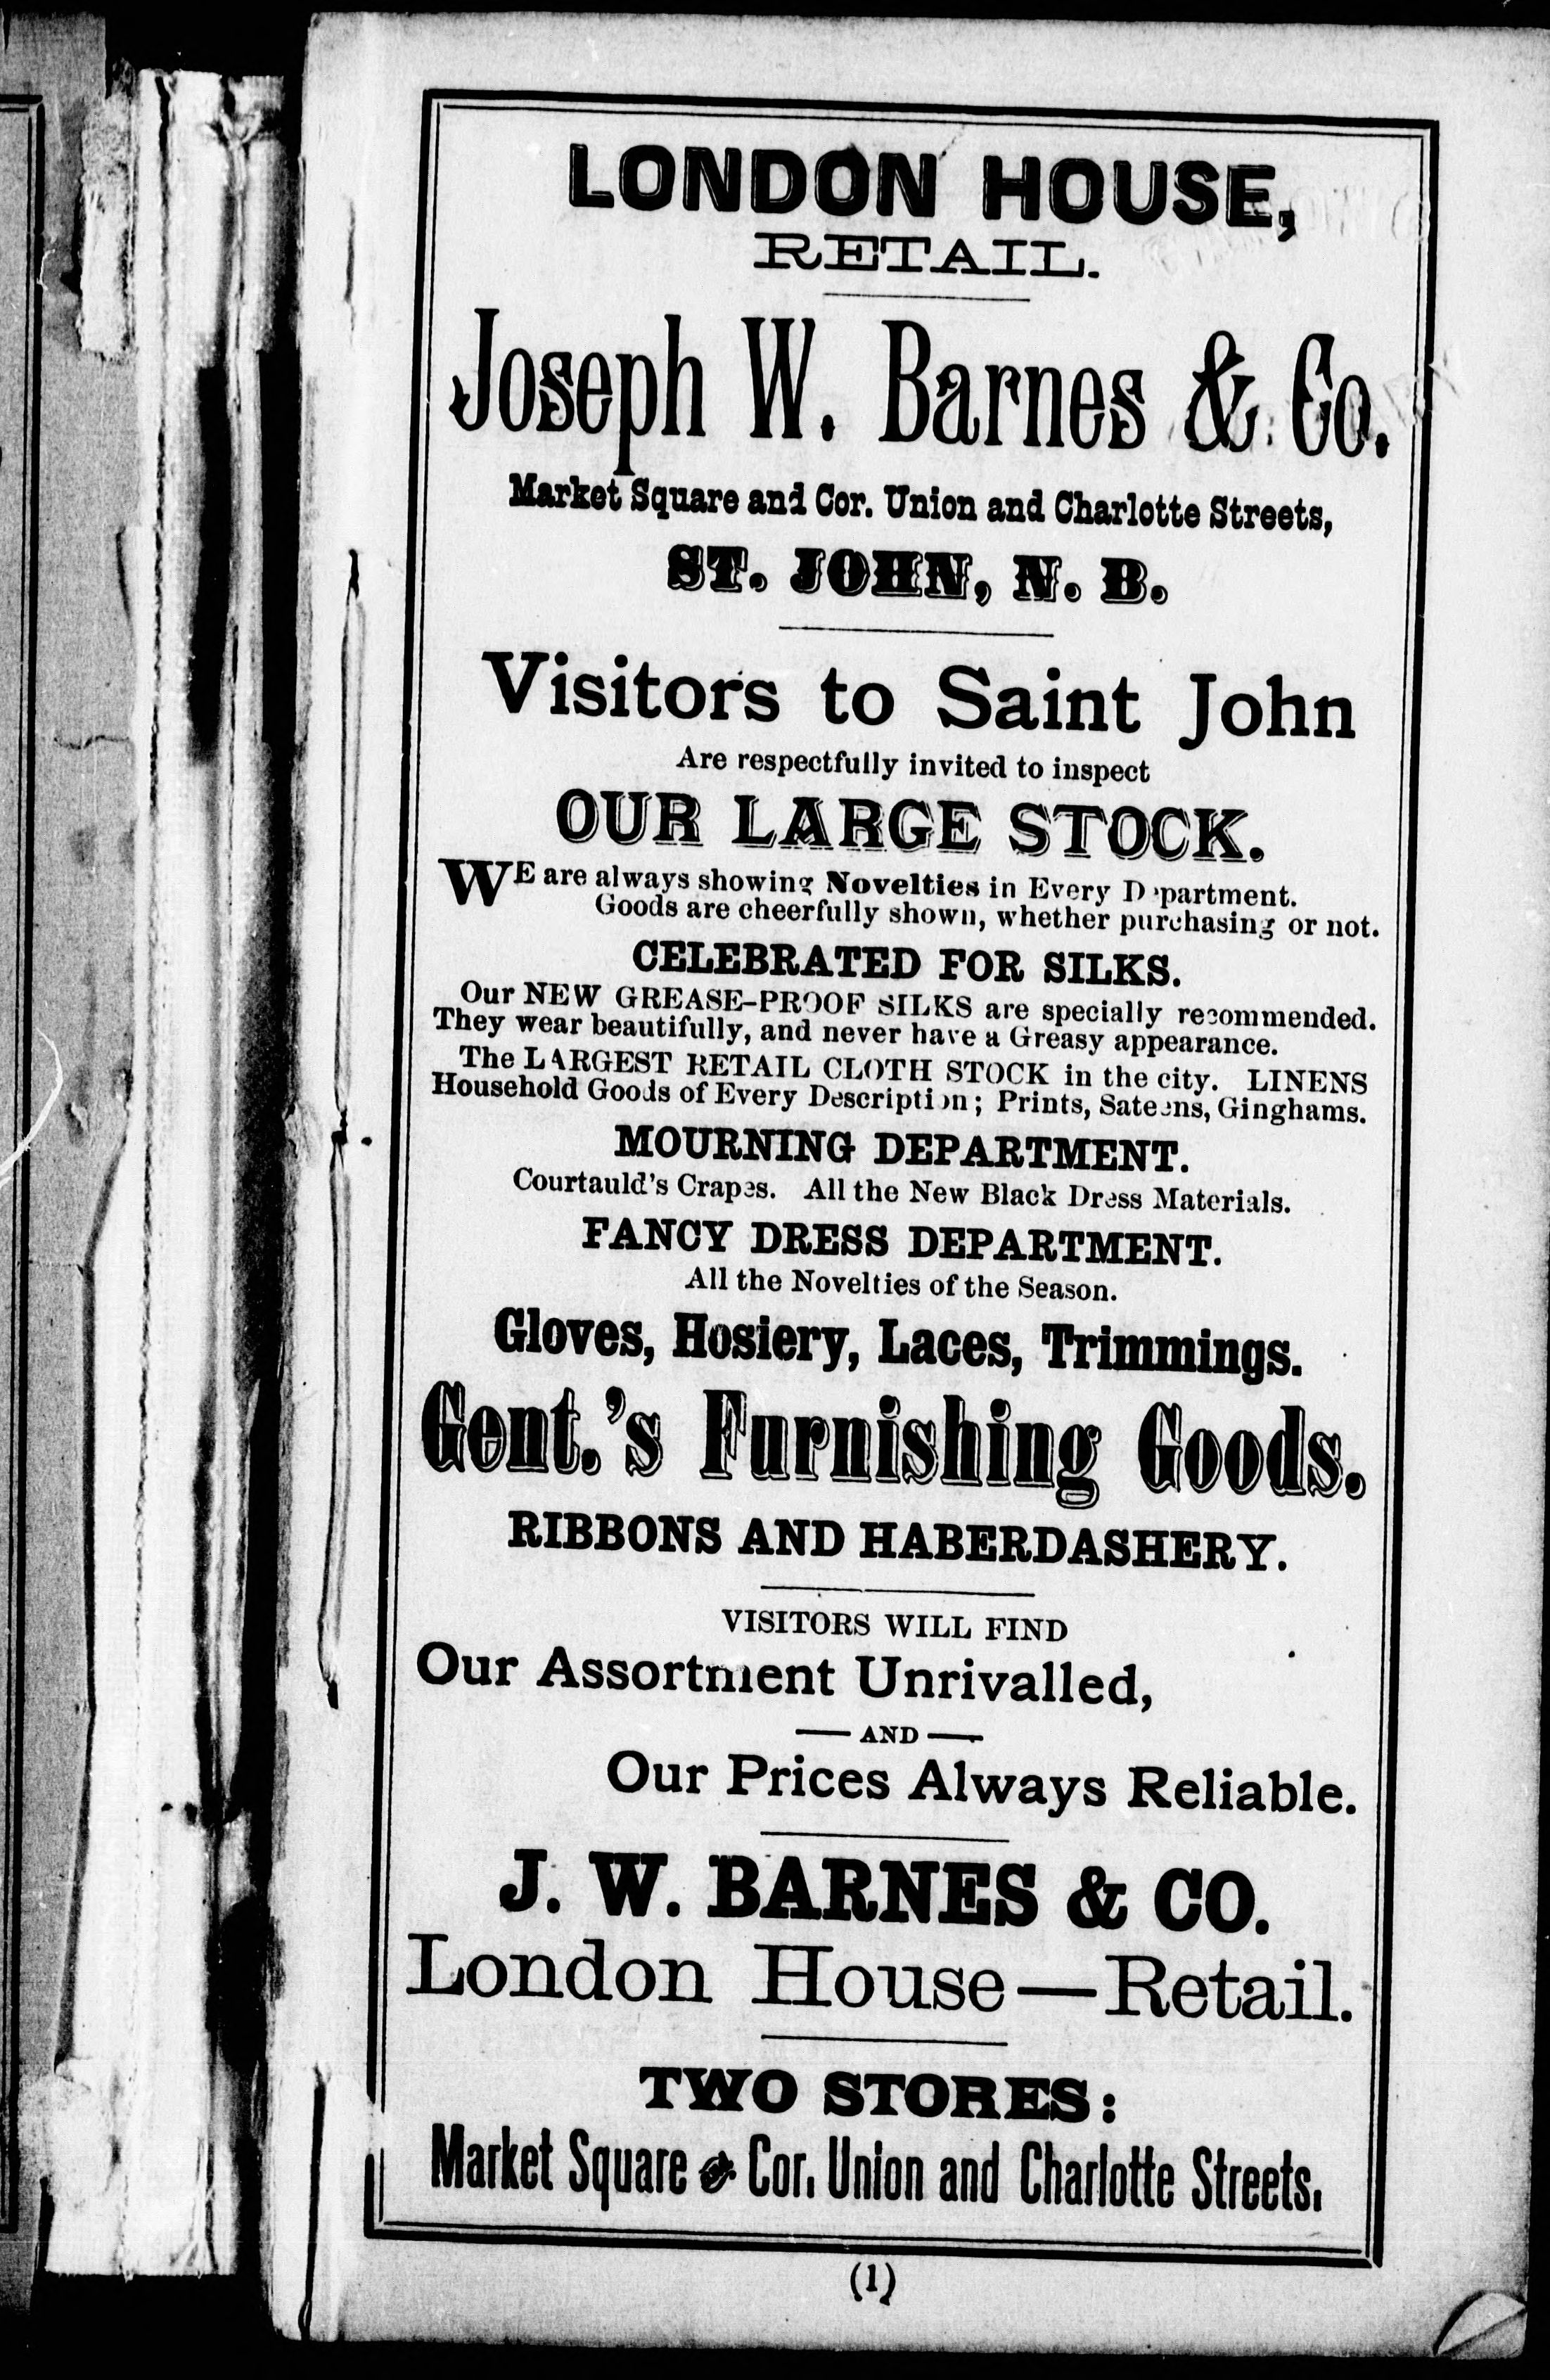 LONDON HOUSE,
RETAIL.
Joseph W. Barnes & Co.
Market Square and Cor. Union and Charlotte Streets,
ST. JOHN, N. B.
Visitors to Saint John
Are respectfully invited to inspect
OUR LARGE STOCK.
WE are always showing Novelties in Every Department.
Goods are cheerfully shown, whether purchasing or not.
CELEBRATED FOR SILKS.
Our NEW GREASE-PROOF SILKS are specially recommended.
They wear beautifully, and never have a Greasy appearance.
The LARGEST RETAIL CLOTH STOCK in the city. LINENS
Household Goods of Every Description; Prints, Sateens, Ginghams.
MOURNING DEPARTMENT.
Courtauld's Crapes. All the New Black Dress Materials.
FANCY DRESS DEPARTMENT.
All the Novelties of the Season.
Gloves, Hosiery, Laces, Trimmings.
Gent.'s Furnishing Goods.
RIBBONS AND HABERDASHERY.
VISITORS WILL FIND
Our Assortment Unrivalled,
— AND —
Our Prices Always Reliable.
J. W. BARNES & CO.
London House—Retail.
TWO STORES:
Market Square & Cor. Union and Charlotte Streets.
(1)